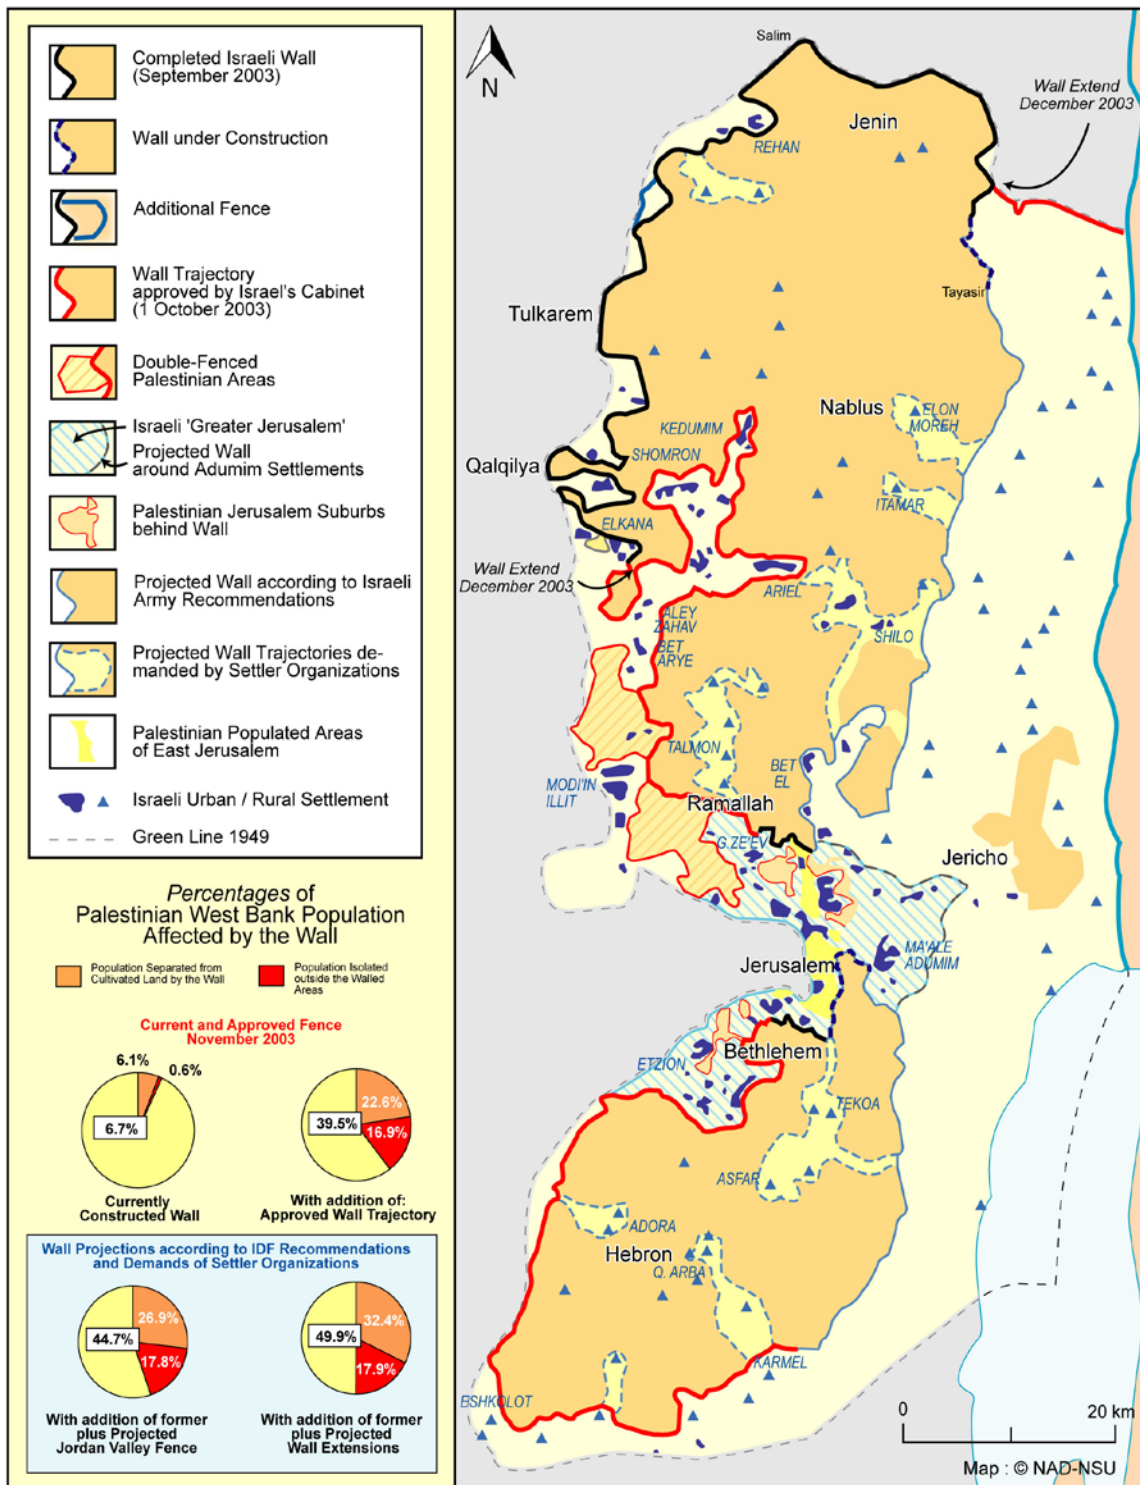 Completed Israeli Wall
(September 2003)
Wall under Construction
Additional Fence
Wall Trajectory
approved by Israel's Cabinet
(1 October 2003)
Double-Fenced
Palestinian Areas
Israeli 'Greater Jerusalem'
Projected Wall
around Adumim Settlements
Palestinian Jerusalem Suburbs
behind Wall
Projected Wall according to Israeli
Army Recommendations
Projected Wall Trajectories de-
manded by Settler Organizations
Palestinian Populated Areas
of East Jerusalem
Israeli Urban / Rural Settlement
Green Line 1949
Percentages of
Palestinian West Bank Population
Affected by the Wall
Population Separated from
Cultivated Land by the Wall
Population Isolated
outside the Walled
Areas
Current and Approved Fence
November 2003
6.1%
0.6%
6.7%
22.6%
39.5%
16.9%
Currently
Constructed Wall
With addition of:
Approved Wall Trajectory
Wall Projections according to IDF Recommendations
and Demands of Settler Organizations
26.9%
44.7%
17.8%
32.4%
49.9%
17.9%
With addition of former
plus Projected
Jordan Valley Fence
With addition of former
plus Projected
Wall Extensions
N
Salim
Wall Extend
December 2003
Jenin
REHAN
Tayasir
Tulkarem
Nablus
ELON
MOREH
KEDUMIM
SHOMRON
Qalqilya
ITAMAR
ELKANA
Wall Extend
December 2003
ARIEL
ALEY
ZAHAV
BET
ARYE
SHILO
TALMON
BET
EL
MODI'IN
ILLIT
Ramallah
G.ZE'EV
Jericho
MA'ALE
ADUMIM
Jerusalem
Bethlehem
ETZION
TEKOA
ASFAR
ADORA
Hebron
Q. ARBA
KARMEL
ESHKOLOT
0
20 km
Map : © NAD-NSU